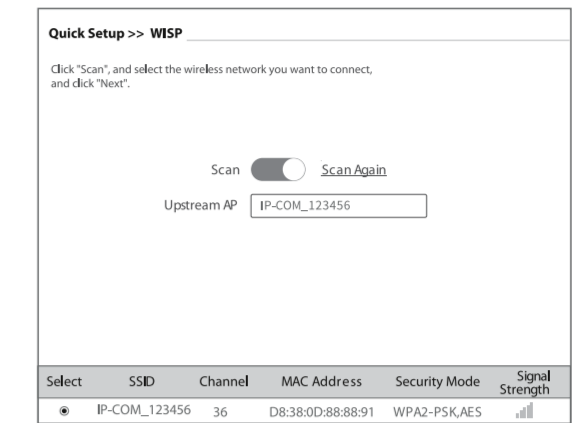 Quick Setup >> WISP
Click "Scan", and select the wireless network you want to connect,
and click "Next".
Scan Scan Again
Upstream AP IP-COM_123456
Select SSID Channel MAC Address Security Mode Signal Strength
IP-COM_123456 36 D8:38:0D:88:88:91 WPA2-PSK,AES